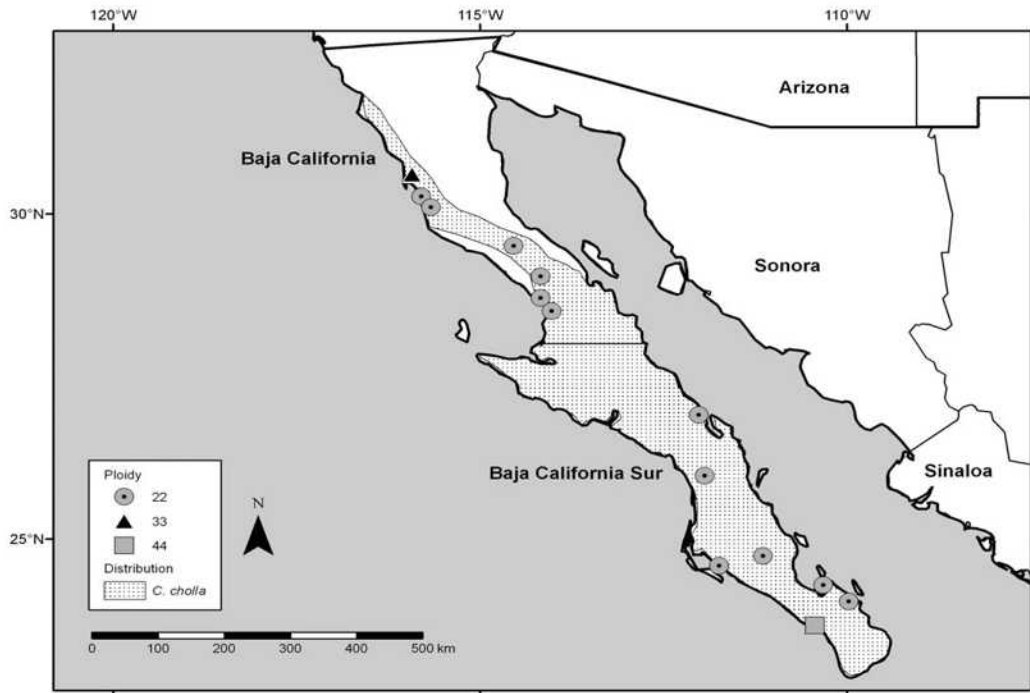 120°W
115°W
110°W
Arizona
Baja California
30°N
Sonora
Baja California Sur
Sinaloa
Ploidy
22
33
44
Distribution
C. cholla
N
25°N
0 100 200 300 400 500 km